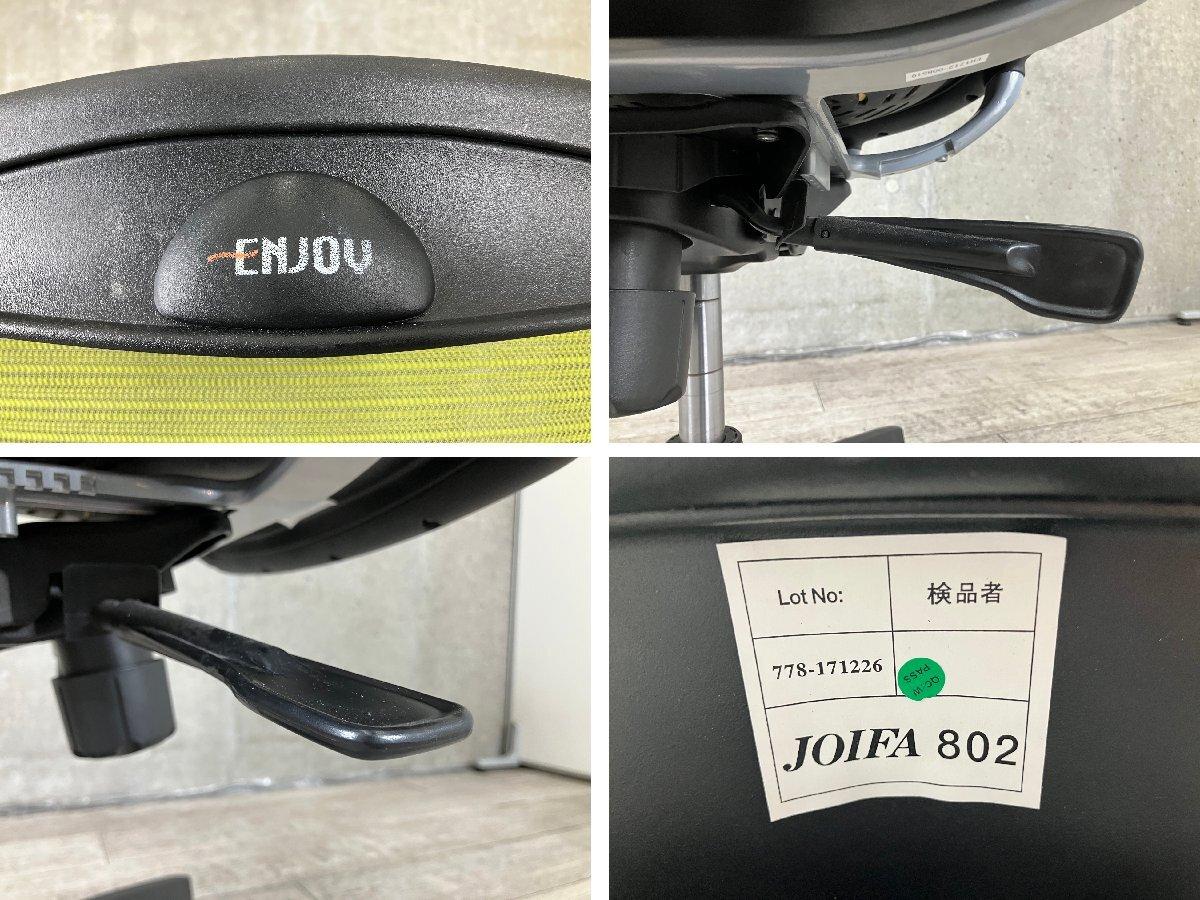 ENJOY
Lot No:
検品者
778-171226
QC.W
PASS
JOIFA 802